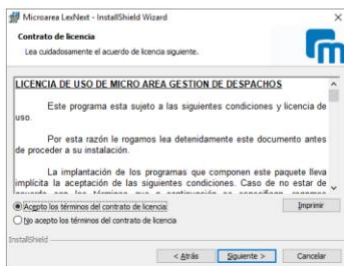 Microarea LexNext - InstallShield Wizard
Contrato de licencia
Lea cuidadosamente el acuerdo de licencia siguiente.
LICENCIA DE USO DE MICRO AREA GESTION DE DESPACHOS
Este programa esta sujeto a las siguientes condiciones y licencia de
uso.
Por esta razón le rogamos lea detenidamente este documento antes
de proceder a su instalación.
La implantación de los programas que componen este paquete lleva
implícita la aceptación de las siguientes condiciones. Caso de no estar de
Acepto los términos del contrato de licencia
Imprimir
No acepto los términos del contrato de licencia
InstallShield
< Atrás
Siguiente >
Cancelar